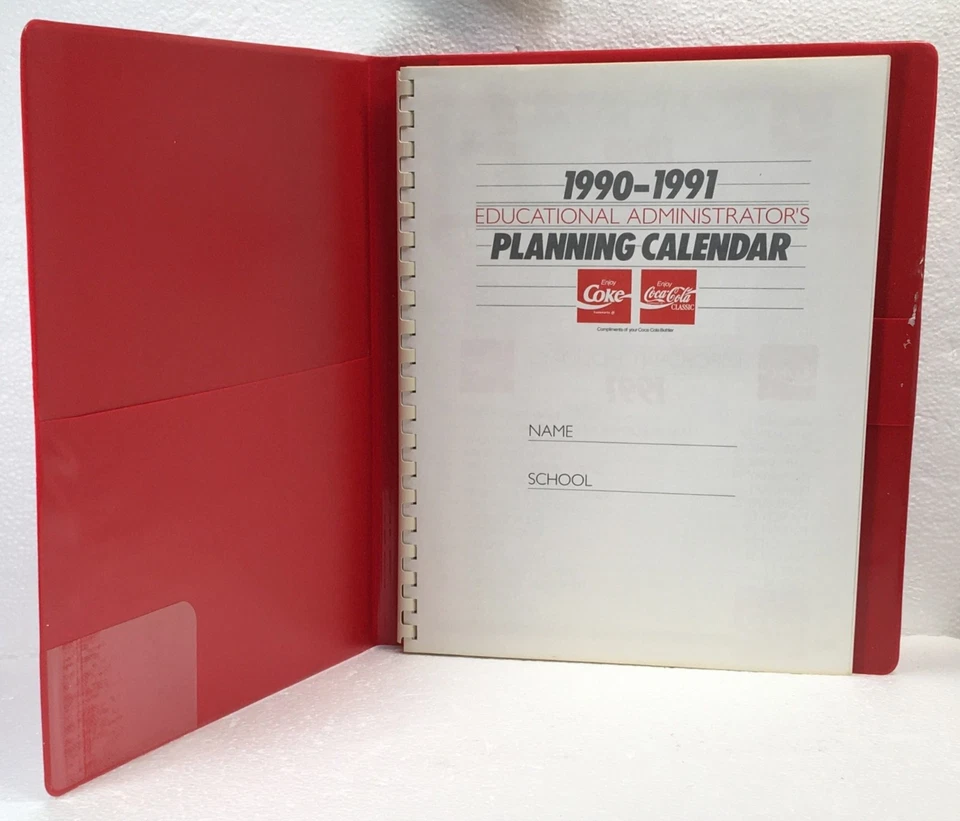 1990-1991
EDUCATIONAL ADMINISTRATOR'S
PLANNING CALENDAR
Enjoy
Coke
Enjoy
Coca-Cola
CLASSIC
Compliments of your Coca-Cola Bottler
NAME
SCHOOL
1991